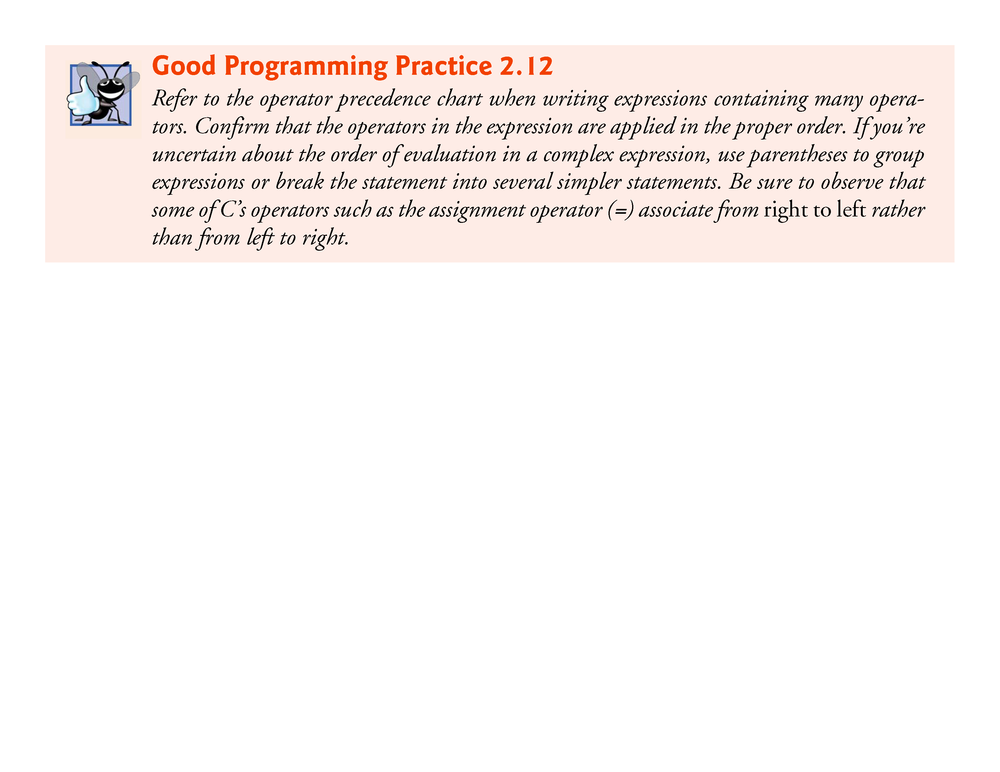 Good Programming Practice 2.12
Refer to the operator precedence chart when writing expressions containing many opera-
tors. Confirm that the operators in the expression are applied in the proper order. If you’re
uncertain about the order of evaluation in a complex expression, use parentheses to group
expressions or break the statement into several simpler statements. Be sure to observe that
some of C’s operators such as the assignment operator (=) associate from right to left rather
than from left to right.